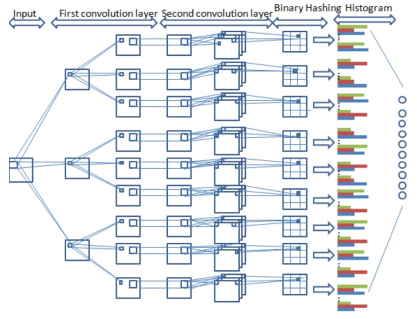 Input
First convolution layer
Second convolution layer
Binary Hashing
Histogram